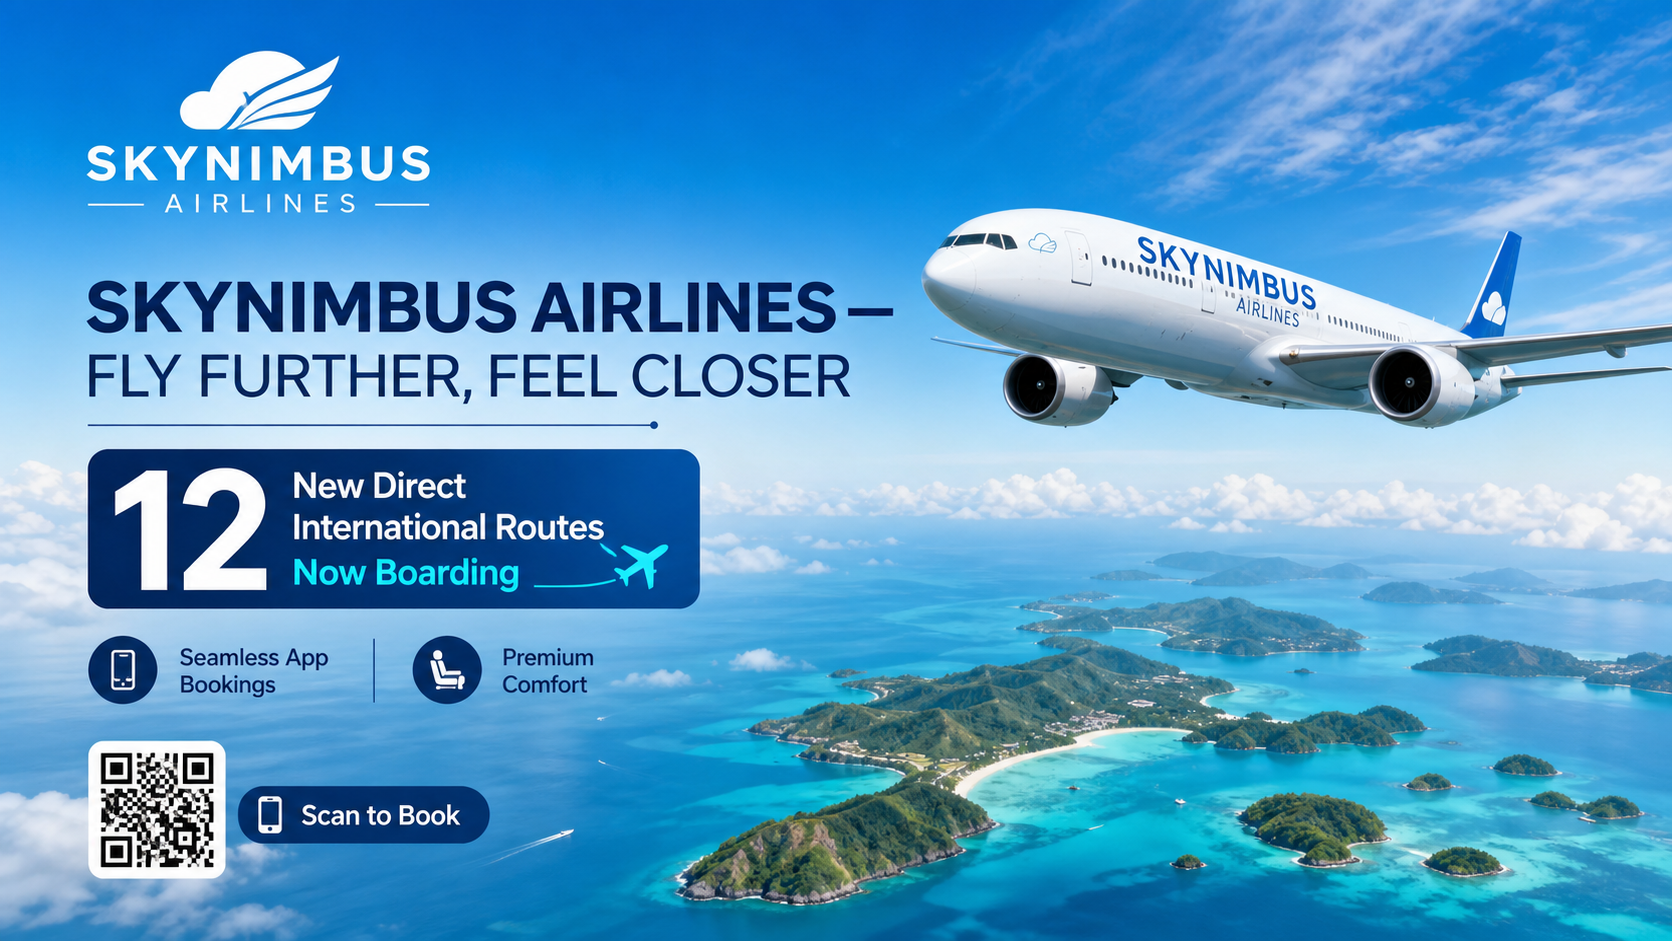 SKYNIMBUS
AIRLINES
SKYNIMBUS AIRLINES —
FLY FURTHER, FEEL CLOSER
12
New Direct
International Routes
Now Boarding
Seamless App
Bookings
Premium
Comfort
Scan to Book
SKYNIMBUS
AIRLINES